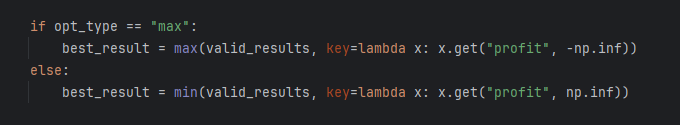 if opt_type == "max":
    best_result = max(valid_results, key=lambda x: x.get("profit", -np.inf))
else:
    best_result = min(valid_results, key=lambda x: x.get("profit", np.inf))